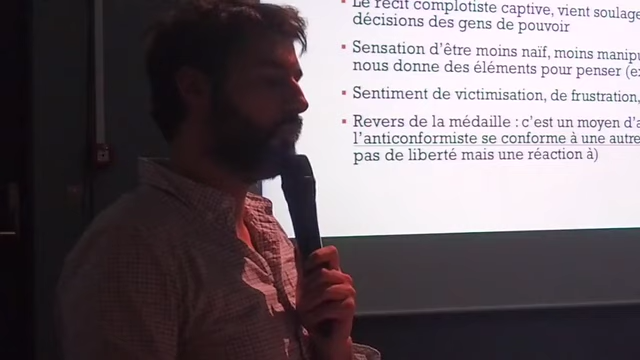 Le récit complotiste captive, vient soulage
décisions des gens de pouvoir
Sensation d'être moins naïf, moins manipu
nous donne des éléments pour penser (e
Sentiment de victimisation, de frustration,
Revers de la médaille : c'est un moyen d'a
l'anticonformiste se conforme à une autre
pas de liberté mais une réaction à)